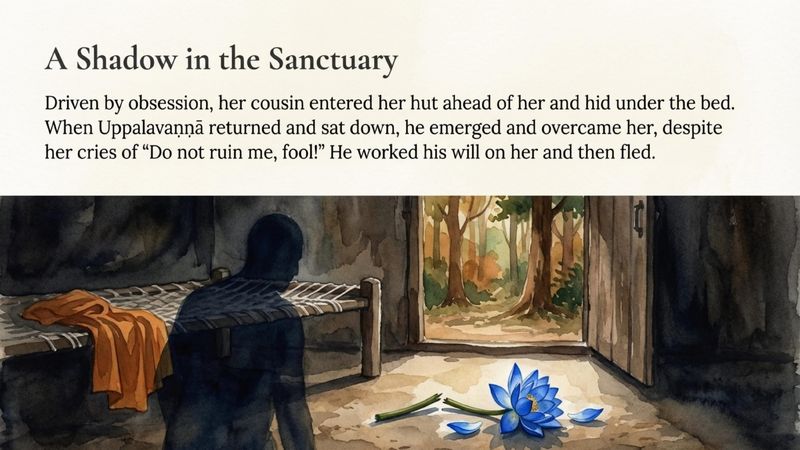 A Shadow in the Sanctuary
Driven by obsession, her cousin entered her hut ahead of her and hid under the bed.
When Uppalavaṇṇā returned and sat down, he emerged and overcame her, despite
her cries of “Do not ruin me, fool!” He worked his will on her and then fled.